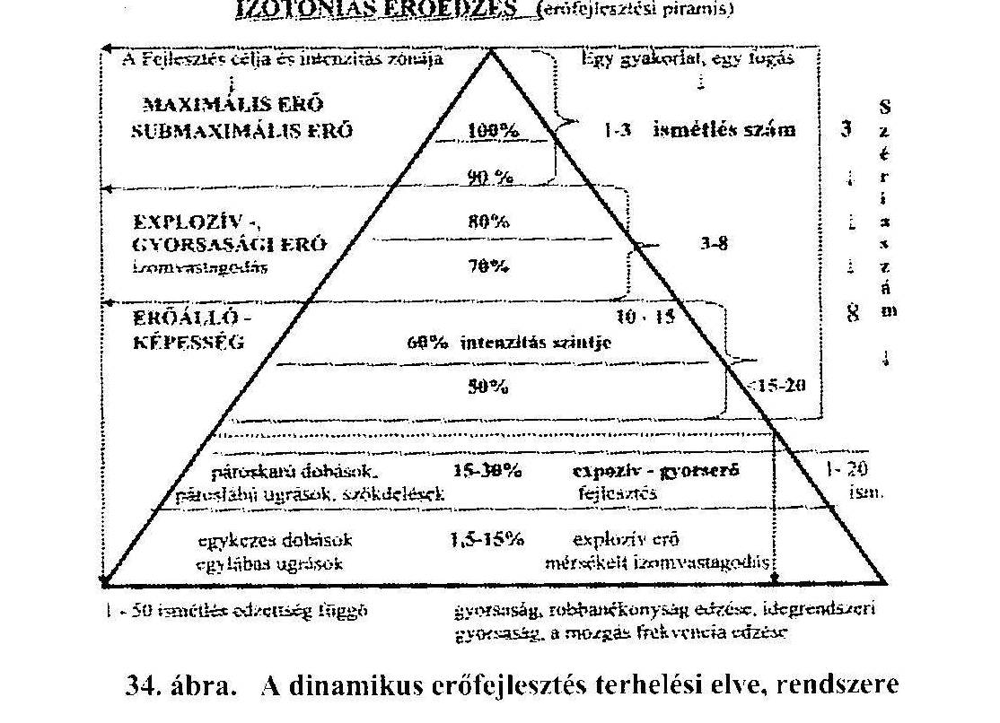 IZOTÓNIÁS ERŐEDZÉS (erőfejlesztési piramis)
A Fejlesztés célja és intenzitás zónája
Egy gyakorlat, egy fogás
MAXIMÁLIS ERŐ
SUBMAXIMÁLIS ERŐ
100%
1-3 ismétlés szám
90 %
EXPLOZÍV -,
GYORSASÁGI ERŐ
izomvastagodás
80%
70%
3-8
ERŐÁLLÓ -
KÉPESSÉG
10 - 15
60% intenzitás szintje
50%
<15-20
3
8
Szériaszám
párоskarú dobások, 15-30% expozív - gyorserő
pároslábú ugrások, szökdelések fejlesztés
1- 20
ism.
egykezes dobások 1,5-15% explozív erő
egylábas ugrások mérsékelt izomvastagodás
1 - 50 ismétlés edzettség függő
gyorsaság, robbanékonyság edzése, idegrendszeri
gyorsaság, a mozgás frekvencia edzése
34. ábra. A dinamikus erőfejlesztés terhelési elve, rendszere